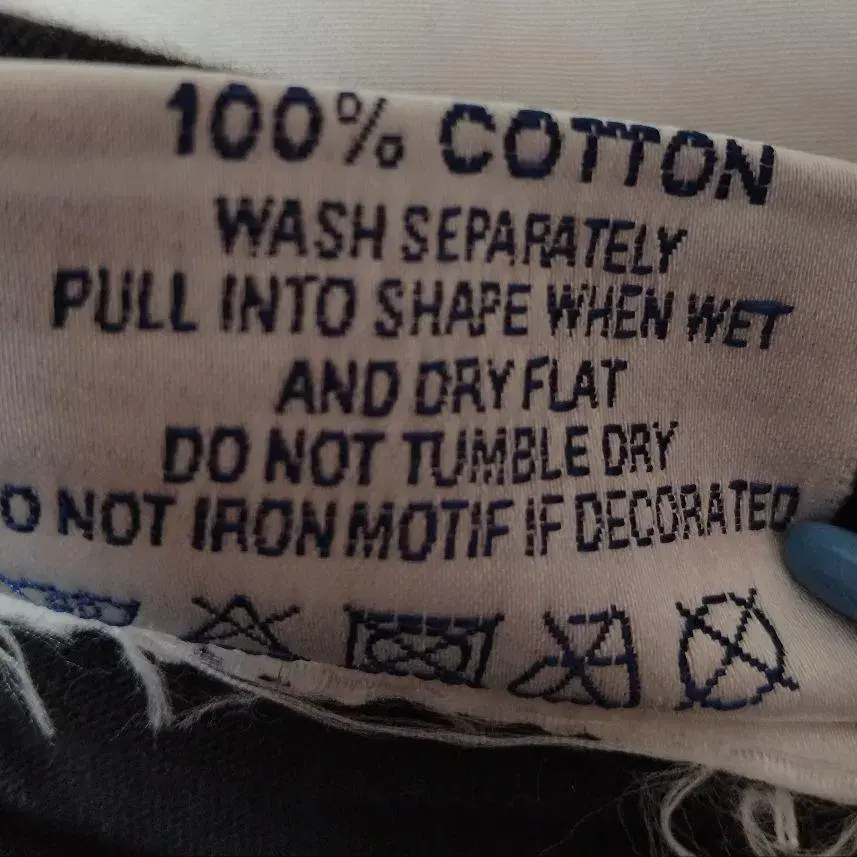 100% COTTON
WASH SEPARATELY
PULL INTO SHAPE WHEN WET
AND DRY FLAT
DO NOT TUMBLE DRY
O NOT IRON MOTIF IF DECORATED